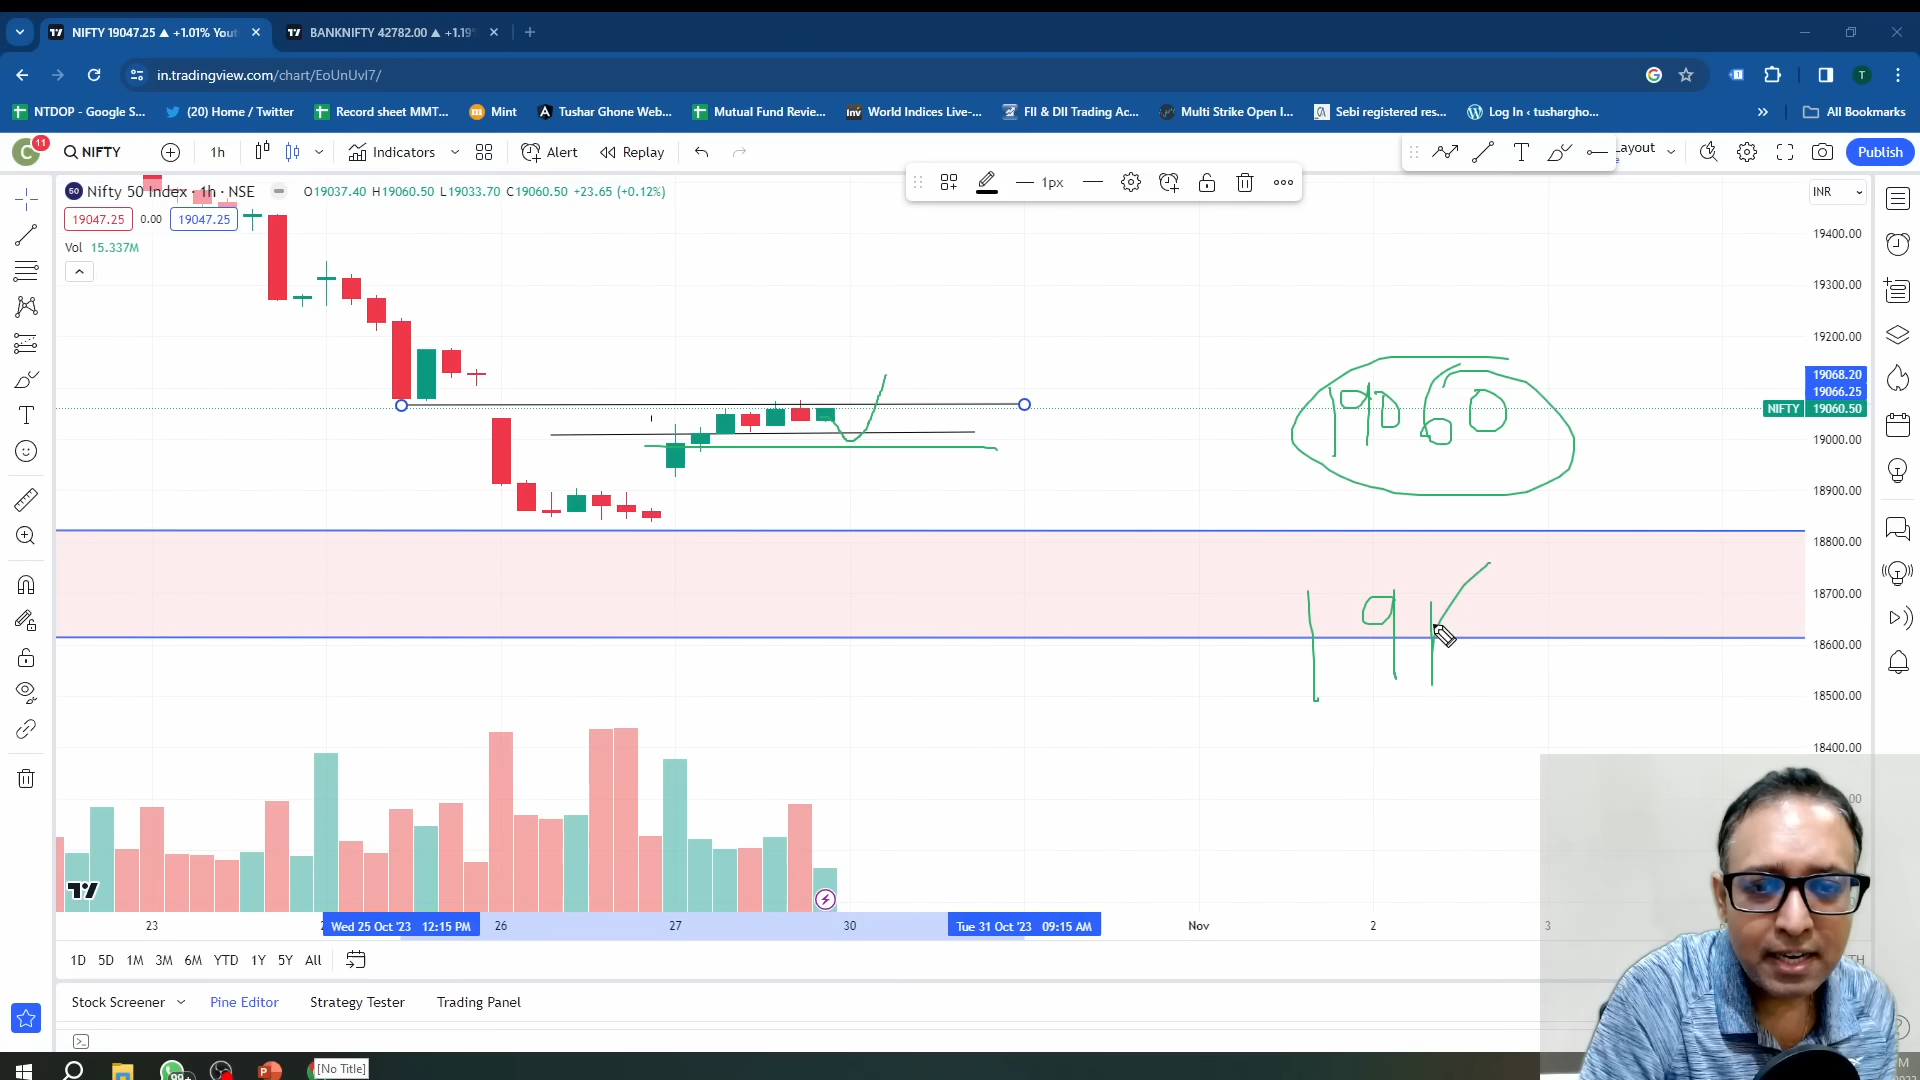 NIFTY 19047.25 ▲ +1.01% You
BANKNIFTY 42782.00 ▲ +1.19%
in.tradingview.com/chart/EoUnUvl7/
T
NTDOP - Google S...
(20) Home / Twitter
Record sheet MMT...
Mint
Tushar Ghone Web...
Mutual Fund Review...
World Indices Live-...
FII & DII Trading Ac...
Multi Strike Open I...
Sebi registered res...
Log In ‹ tushargho...
All Bookmarks
C 11
NIFTY
1h
Indicators
Alert
Replay
Layout
Publish
1px
50 Nifty 50 Index · 1h · NSE
O19037.40 H19060.50 L19033.70 C19060.50 +23.65 (+0.12%)
INR
19047.25 0.00 19047.25
Vol 15.337M
19400.00
19300.00
19200.00
19068.20
19066.25
NIFTY 19060.50
19000.00
18900.00
18800.00
18700.00
18600.00
18500.00
18400.00
19060
19K
23
Wed 25 Oct '23 12:15 PM
26
27
30
Tue 31 Oct '23 09:15 AM
Nov
2
3
1D 5D 1M 3M 6M YTD 1Y 5Y All
Stock Screener
Pine Editor
Strategy Tester
Trading Panel
[No Title]